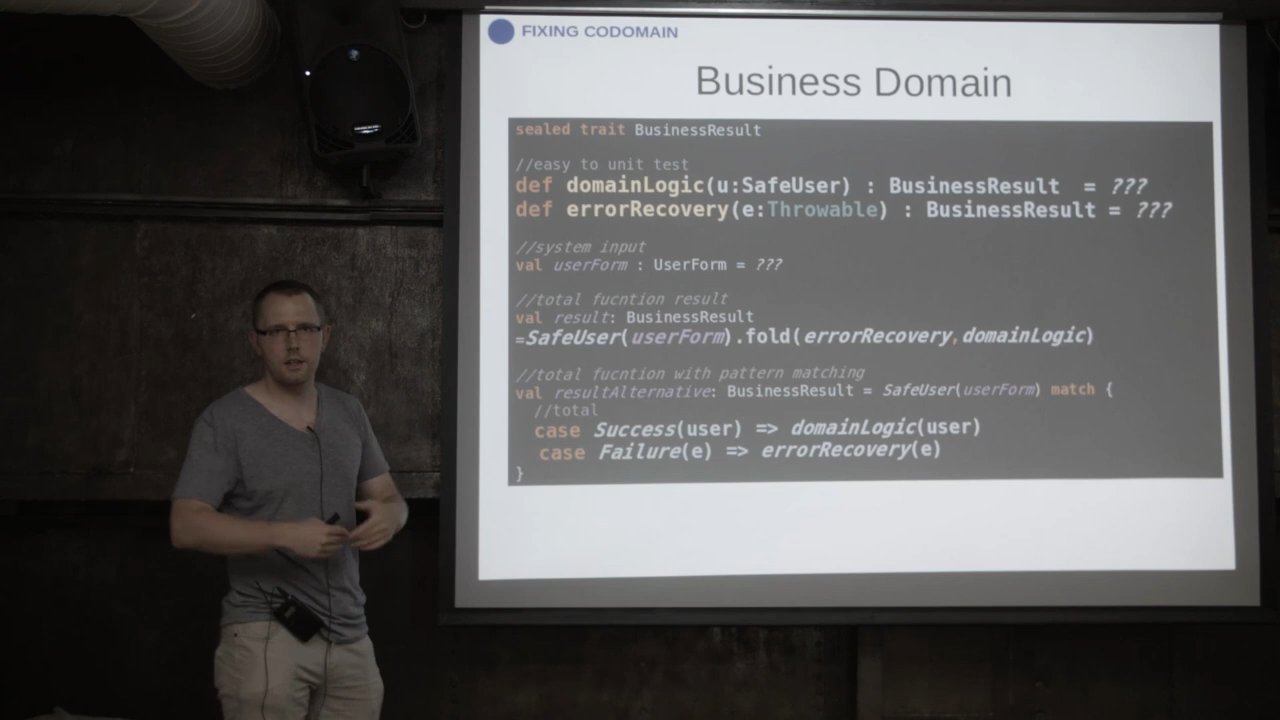 FIXING CODOMAIN
Business Domain
sealed trait BusinessResult
//easy to unit test
def domainLogic(u:SafeUser) : BusinessResult = ???
def errorRecovery(e:Throwable) : BusinessResult = ???
//system input
val userForm : UserForm = ???
//total fucntion result
val result: BusinessResult
=SafeUser(userForm).fold(errorRecovery,domainLogic)
//total fucntion with pattern matching
val resultAlternative: BusinessResult = SafeUser(userForm) match {
//total
case Success(user) => domainLogic(user)
case Failure(e) => errorRecovery(e)
}